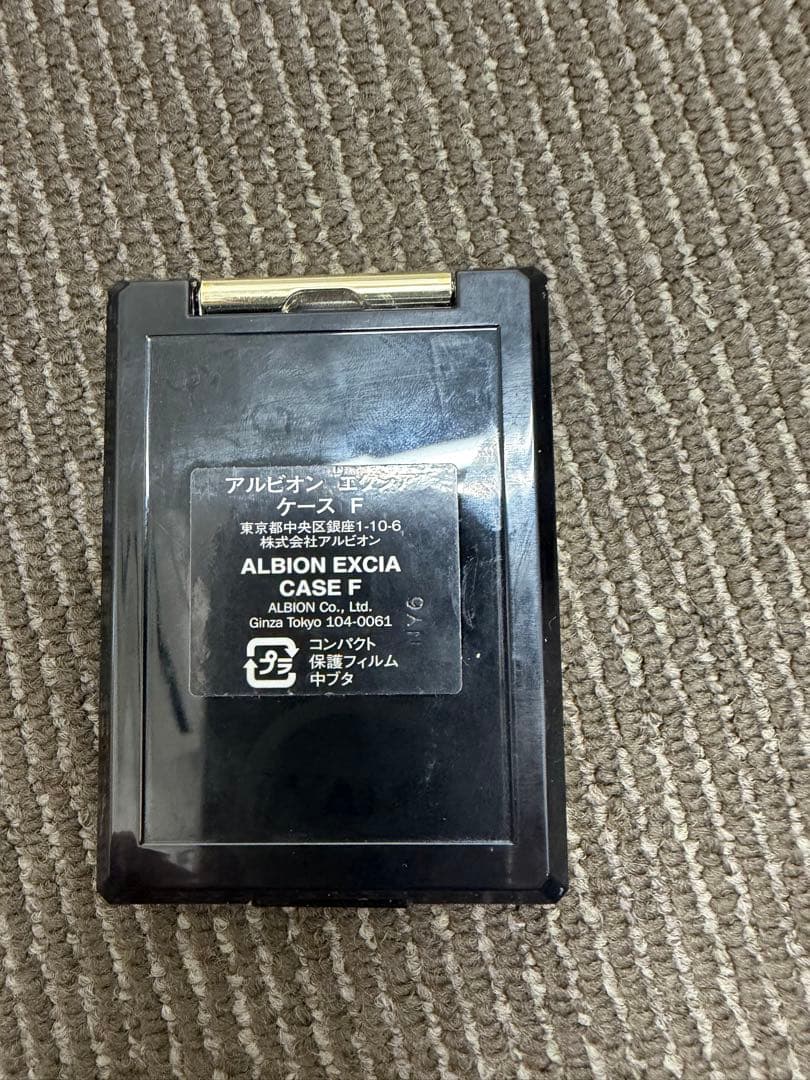 アルビオン エクシア
ケース F
東京都中央区銀座1-10-6
株式会社アルビオン
ALBION EXCIA
CASE F
ALBION Co., Ltd.
Ginza Tokyo 104-0061
プラ
コンパクト
保護フィルム
中ブタ